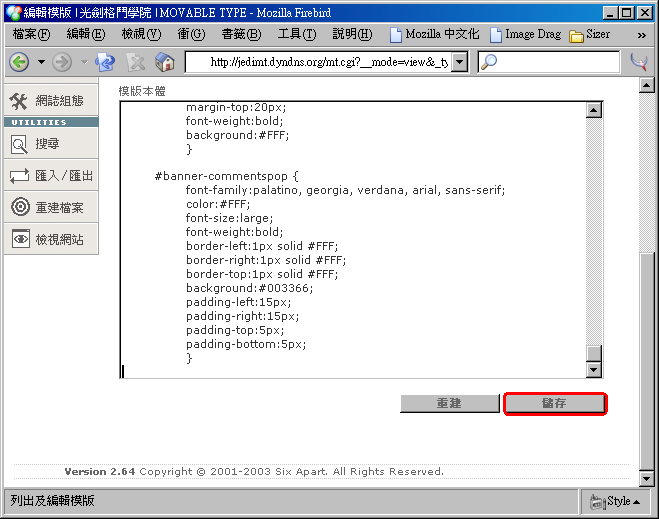 編輯模版 | 光劍格鬥學院 | MOVABLE TYPE - Mozilla Firebird
檔案(F) 編輯(E) 檢視(V) 衝(G) 書籤(B) 工具(T) 說明(H) Mozilla 中文化 Image Drag Sizer »
http://jedimt.dyndns.org/mt.cgi?__mode=view&_ty
網誌組態
UTILITIES
搜尋
匯入/匯出
重建檔案
檢視網站
模版本體
margin-top:20px;
font-weight:bold;
background:#FFF;
}
#banner-commentspop {
font-family:palatino, georgia, verdana, arial, sans-serif;
color:#FFF;
font-size:large;
font-weight:bold;
border-left:1px solid #FFF;
border-right:1px solid #FFF;
border-top:1px solid #FFF;
background:#003366;
padding-left:15px;
padding-right:15px;
padding-top:5px;
padding-bottom:5px;
}
重建 儲存
Version 2.64 Copyright © 2001-2003 Six Apart. All Rights Reserved.
列出及編輯模版 Style